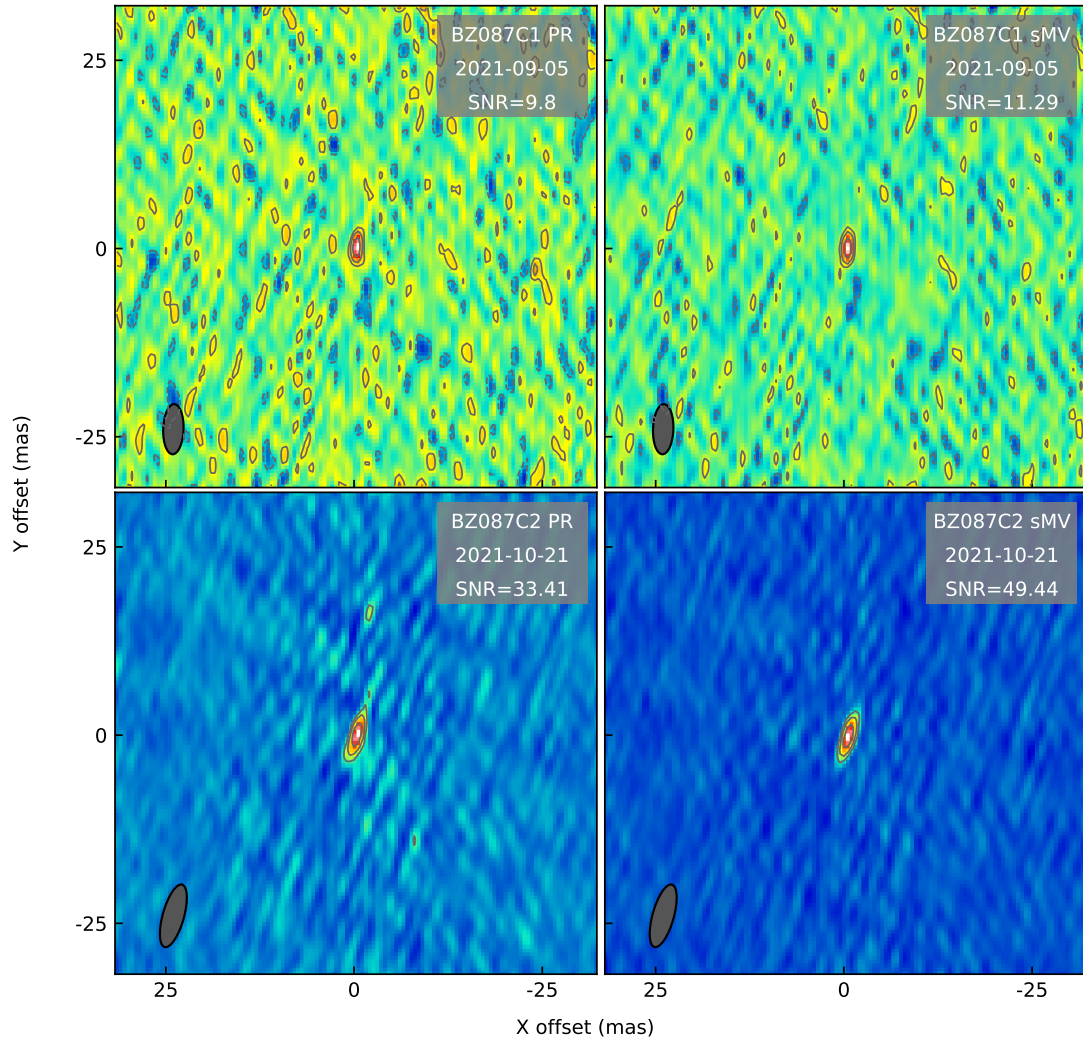 BZ087C1 PR
2021-09-05
SNR=9.8
BZ087C1 sMV
2021-09-05
SNR=11.29
25
0
-25
BZ087C2 PR
2021-10-21
SNR=33.41
BZ087C2 sMV
2021-10-21
SNR=49.44
25
0
-25
25
0
-25
25
0
-25
Y offset (mas)
X offset (mas)